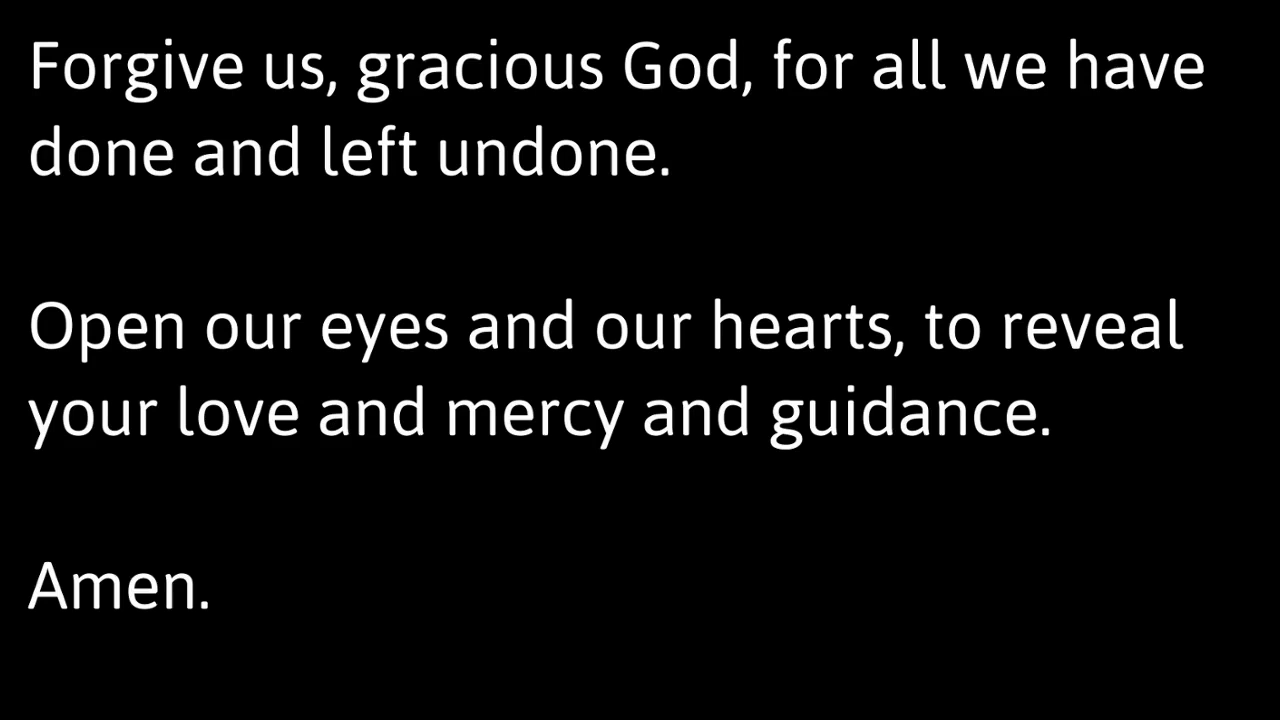 Forgive us, gracious God, for all we have
done and left undone.
Open our eyes and our hearts, to reveal
your love and mercy and guidance.
Amen.